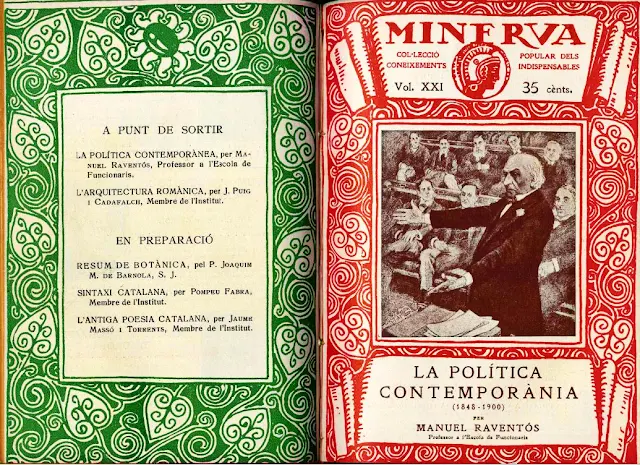 A PUNT DE SORTIR
LA POLÍTICA CONTEMPORÀNEA, per MA-
NUEL RAVENTÓS, Professor a l'Escola de
Funcionaris.
L'ARQUITECTURA ROMÀNICA, per J. PUIG
I CADAFALCH, Membre de l'Institut.
EN PREPARACIÓ
RESUM DE BOTÀNICA, pel P. JOAQUIM
M. DE BARNOLA, S. J.
SINTAXI CATALANA, per POMPEU FABRA,
Membre de l'Institut.
L'ANTIGA POESIA CATALANA, per JAUME
MASSÓ I TORRENTS, Membre de l'Institut.
MINERVA
COL·LECCIÓ POPULAR DELS
CONEIXEMENTS INDISPENSABLES
Vol. XXI 35 cènts.
LA POLÍTICA
CONTEMPORÀNIA
(1848-1900)
PER
MANUEL RAVENTÓS
Professor a l'Escola de Funcionaris